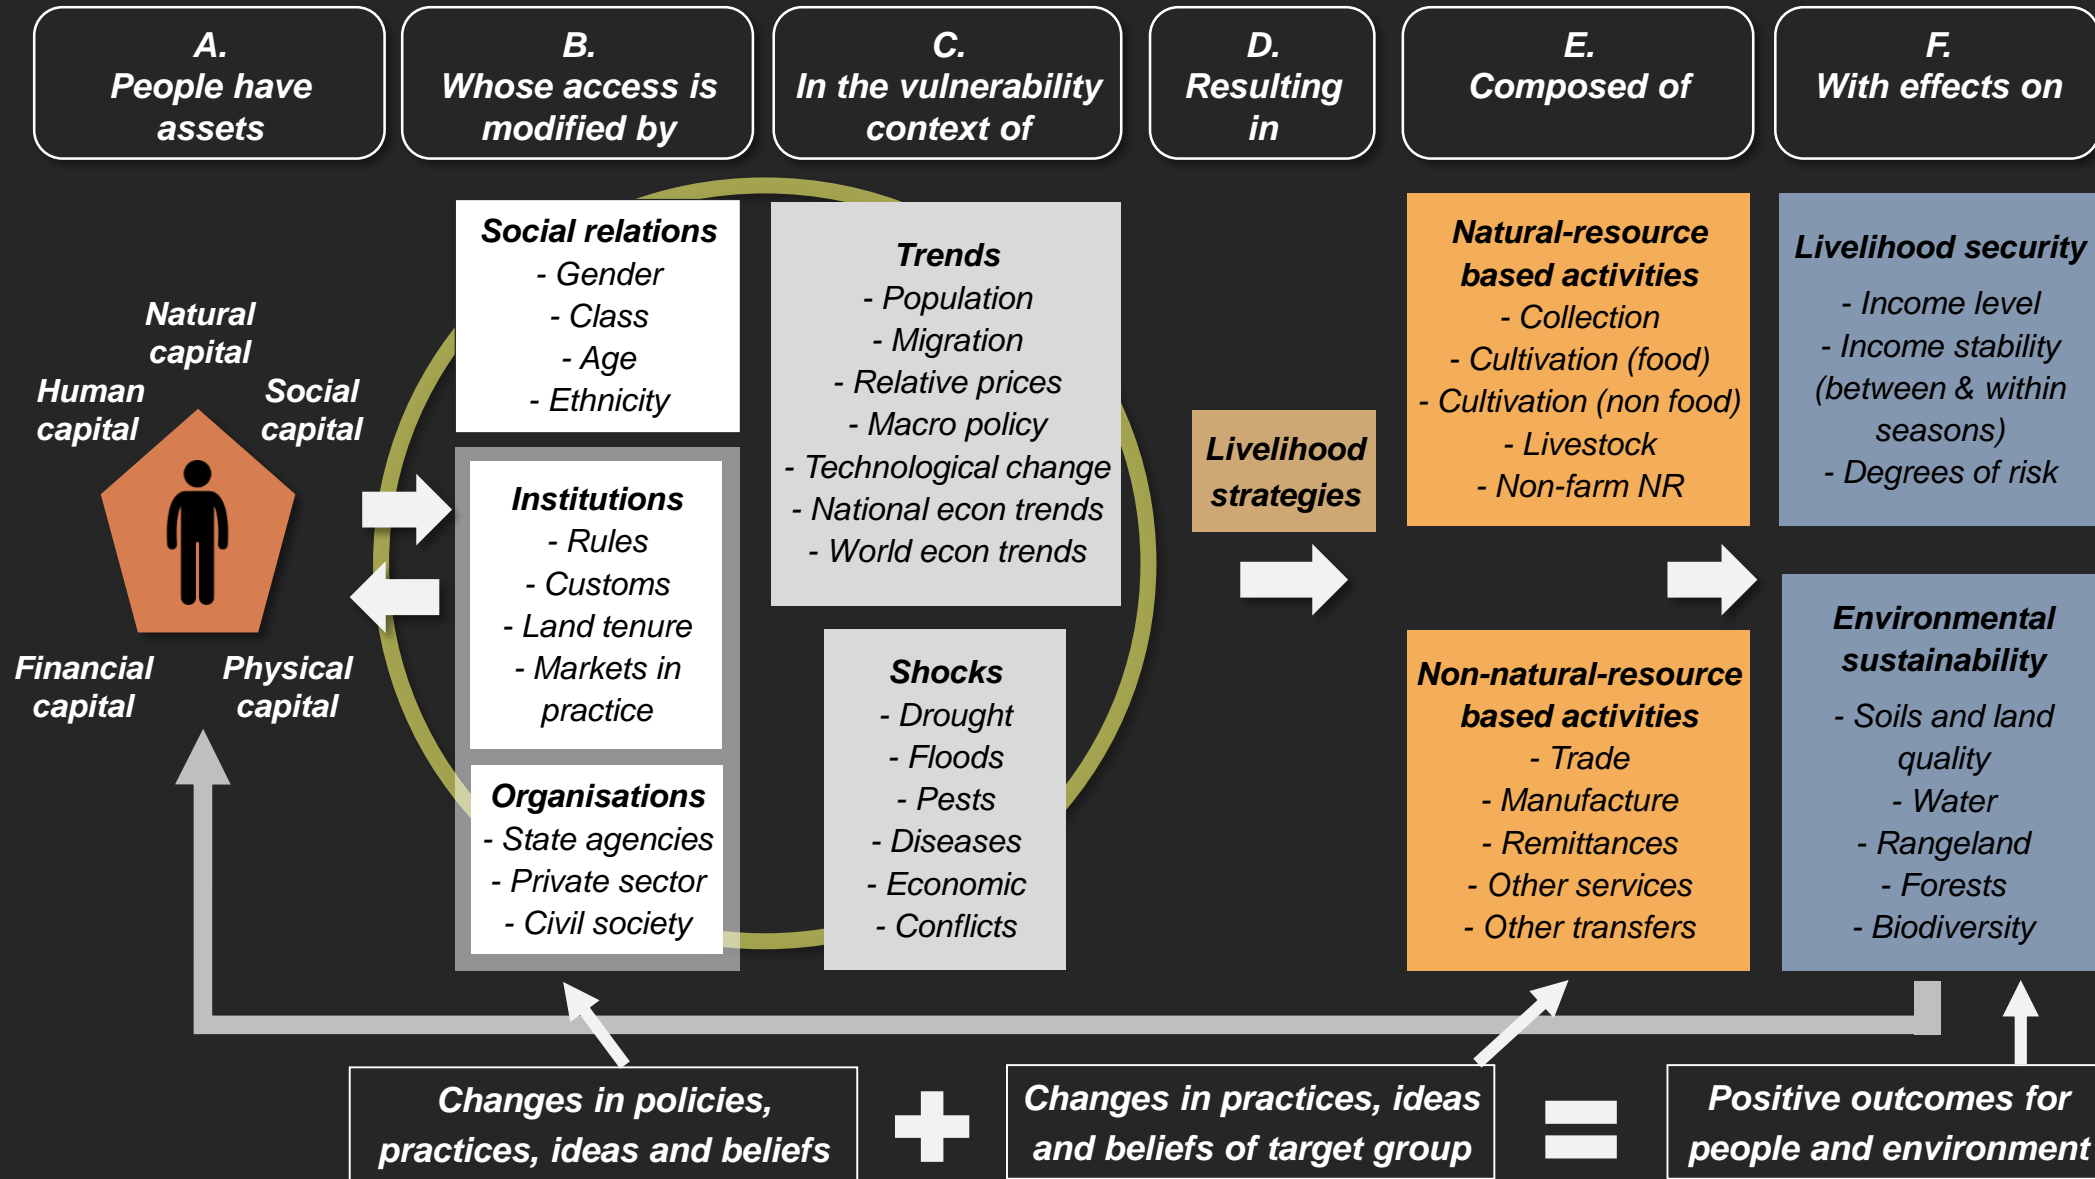 A.
People have
assets
B.
Whose access is
modified by
C.
In the vulnerability
context of
D.
Resulting
in
E.
Composed of
F.
With effects on
Natural
capital
Human
capital
Social
capital
Financial
capital
Physical
capital
Social relations
- Gender
- Class
- Age
- Ethnicity
Institutions
- Rules
- Customs
- Land tenure
- Markets in
practice
Organisations
- State agencies
- Private sector
- Civil society
Trends
- Population
- Migration
- Relative prices
- Macro policy
- Technological change
- National econ trends
- World econ trends
Shocks
- Drought
- Floods
- Pests
- Diseases
- Economic
- Conflicts
Livelihood
strategies
Natural-resource
based activities
- Collection
- Cultivation (food)
- Cultivation (non food)
- Livestock
- Non-farm NR
Non-natural-resource
based activities
- Trade
- Manufacture
- Remittances
- Other services
- Other transfers
Livelihood security
- Income level
- Income stability
(between & within
seasons)
- Degrees of risk
Environmental
sustainability
- Soils and land
quality
- Water
- Rangeland
- Forests
- Biodiversity
Changes in policies,
practices, ideas and beliefs
Changes in practices, ideas
and beliefs of target group
Positive outcomes for
people and environment